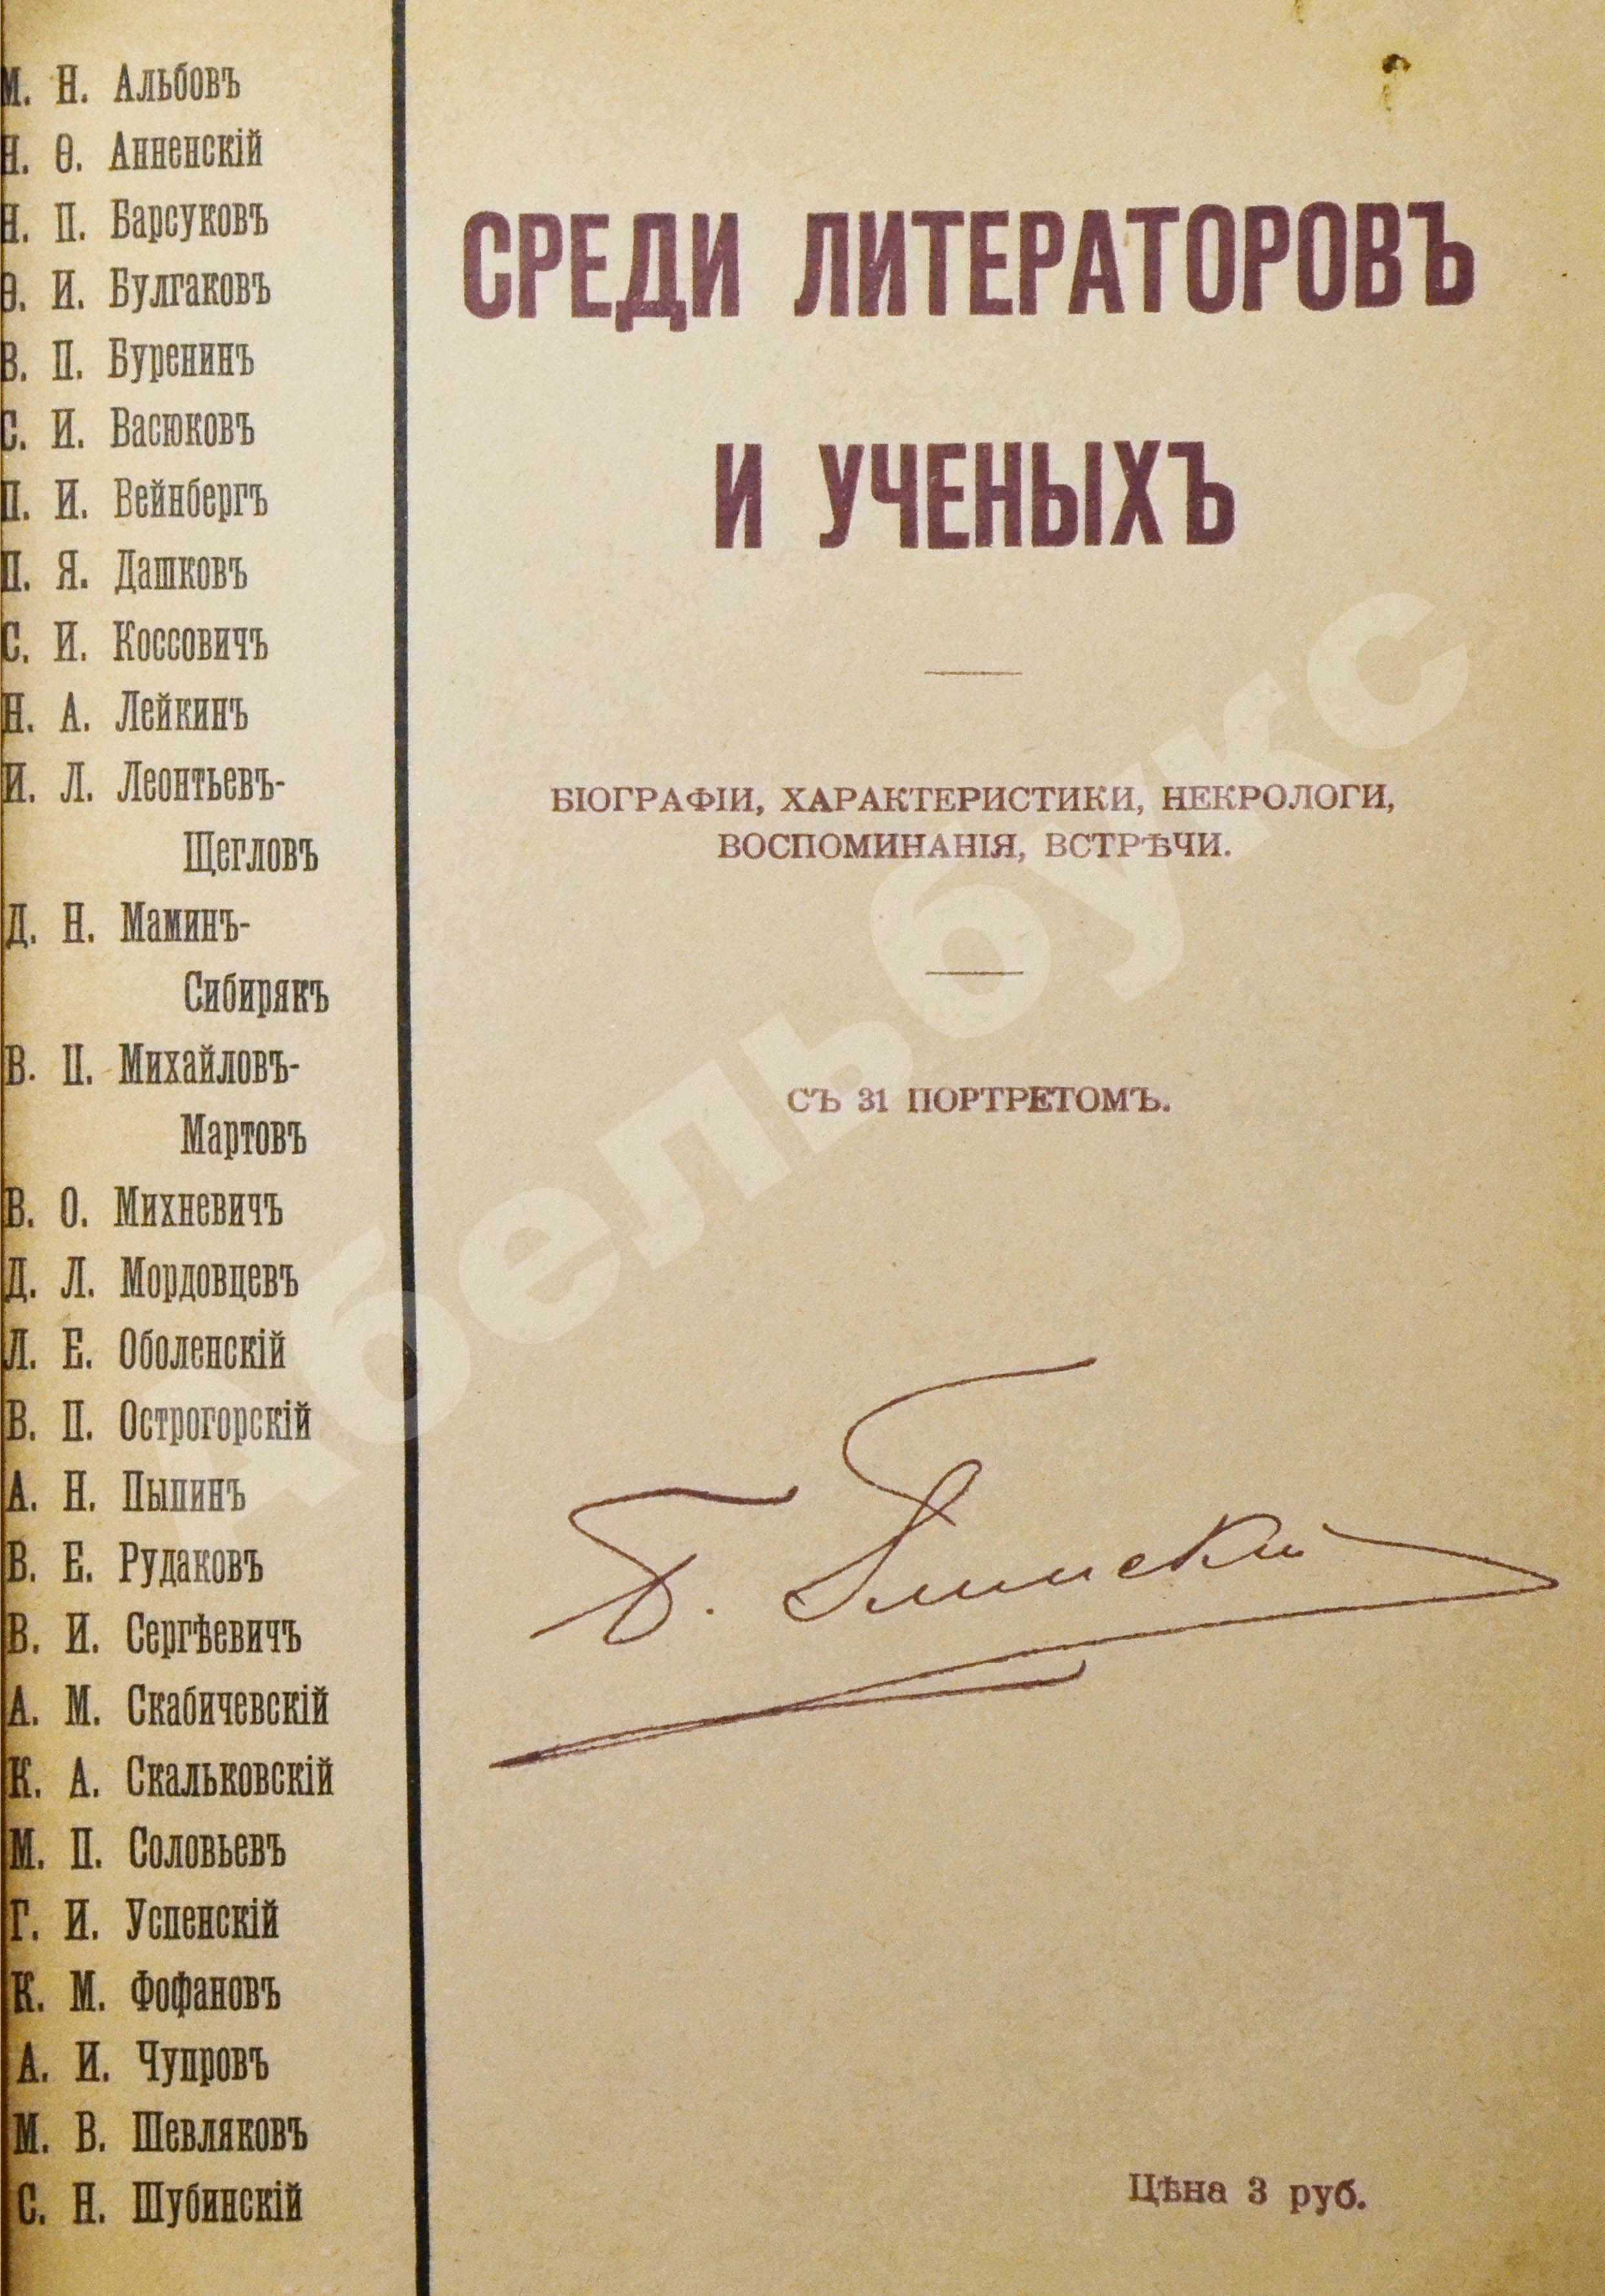 М. Н. Альбовъ
Н. Ѳ. Анненскій
Н. П. Барсуковъ
Ѳ. И. Булгаковъ
В. П. Буренинъ
С. И. Васюковъ
П. И. Вейнбергъ
П. Я. Дашковъ
С. И. Коссовичъ
Н. А. Лейкинъ
И. Л. Леонтьевъ-
Щегловъ
Д. Н. Маминъ-
Сибирякъ
В. П. Михайловъ-
Мартовъ
В. О. Михневичъ
Д. Л. Мордовцевъ
Л. Е. Оболенскій
В. П. Острогорскій
А. Н. Пыпинъ
В. Е. Рудаковъ
В. И. Сергѣевичъ
А. М. Скабичевскій
К. А. Скальковскій
М. П. Соловьевъ
Г. И. Успенскій
К. М. Фофановъ
А. И. Чупровъ
М. В. Шевляковъ
С. Н. Шубинскій
СРЕДИ ЛИТЕРАТОРОВЪ
И УЧЕНЫХЪ
БІОГРАФІИ, ХАРАКТЕРИСТИКИ, НЕКРОЛОГИ,
ВОСПОМИНАНІЯ, ВСТРѢЧИ.
СЪ 31 ПОРТРЕТОМЪ.
Б. Глинскій
Цѣна 3 руб.
Абельбукс